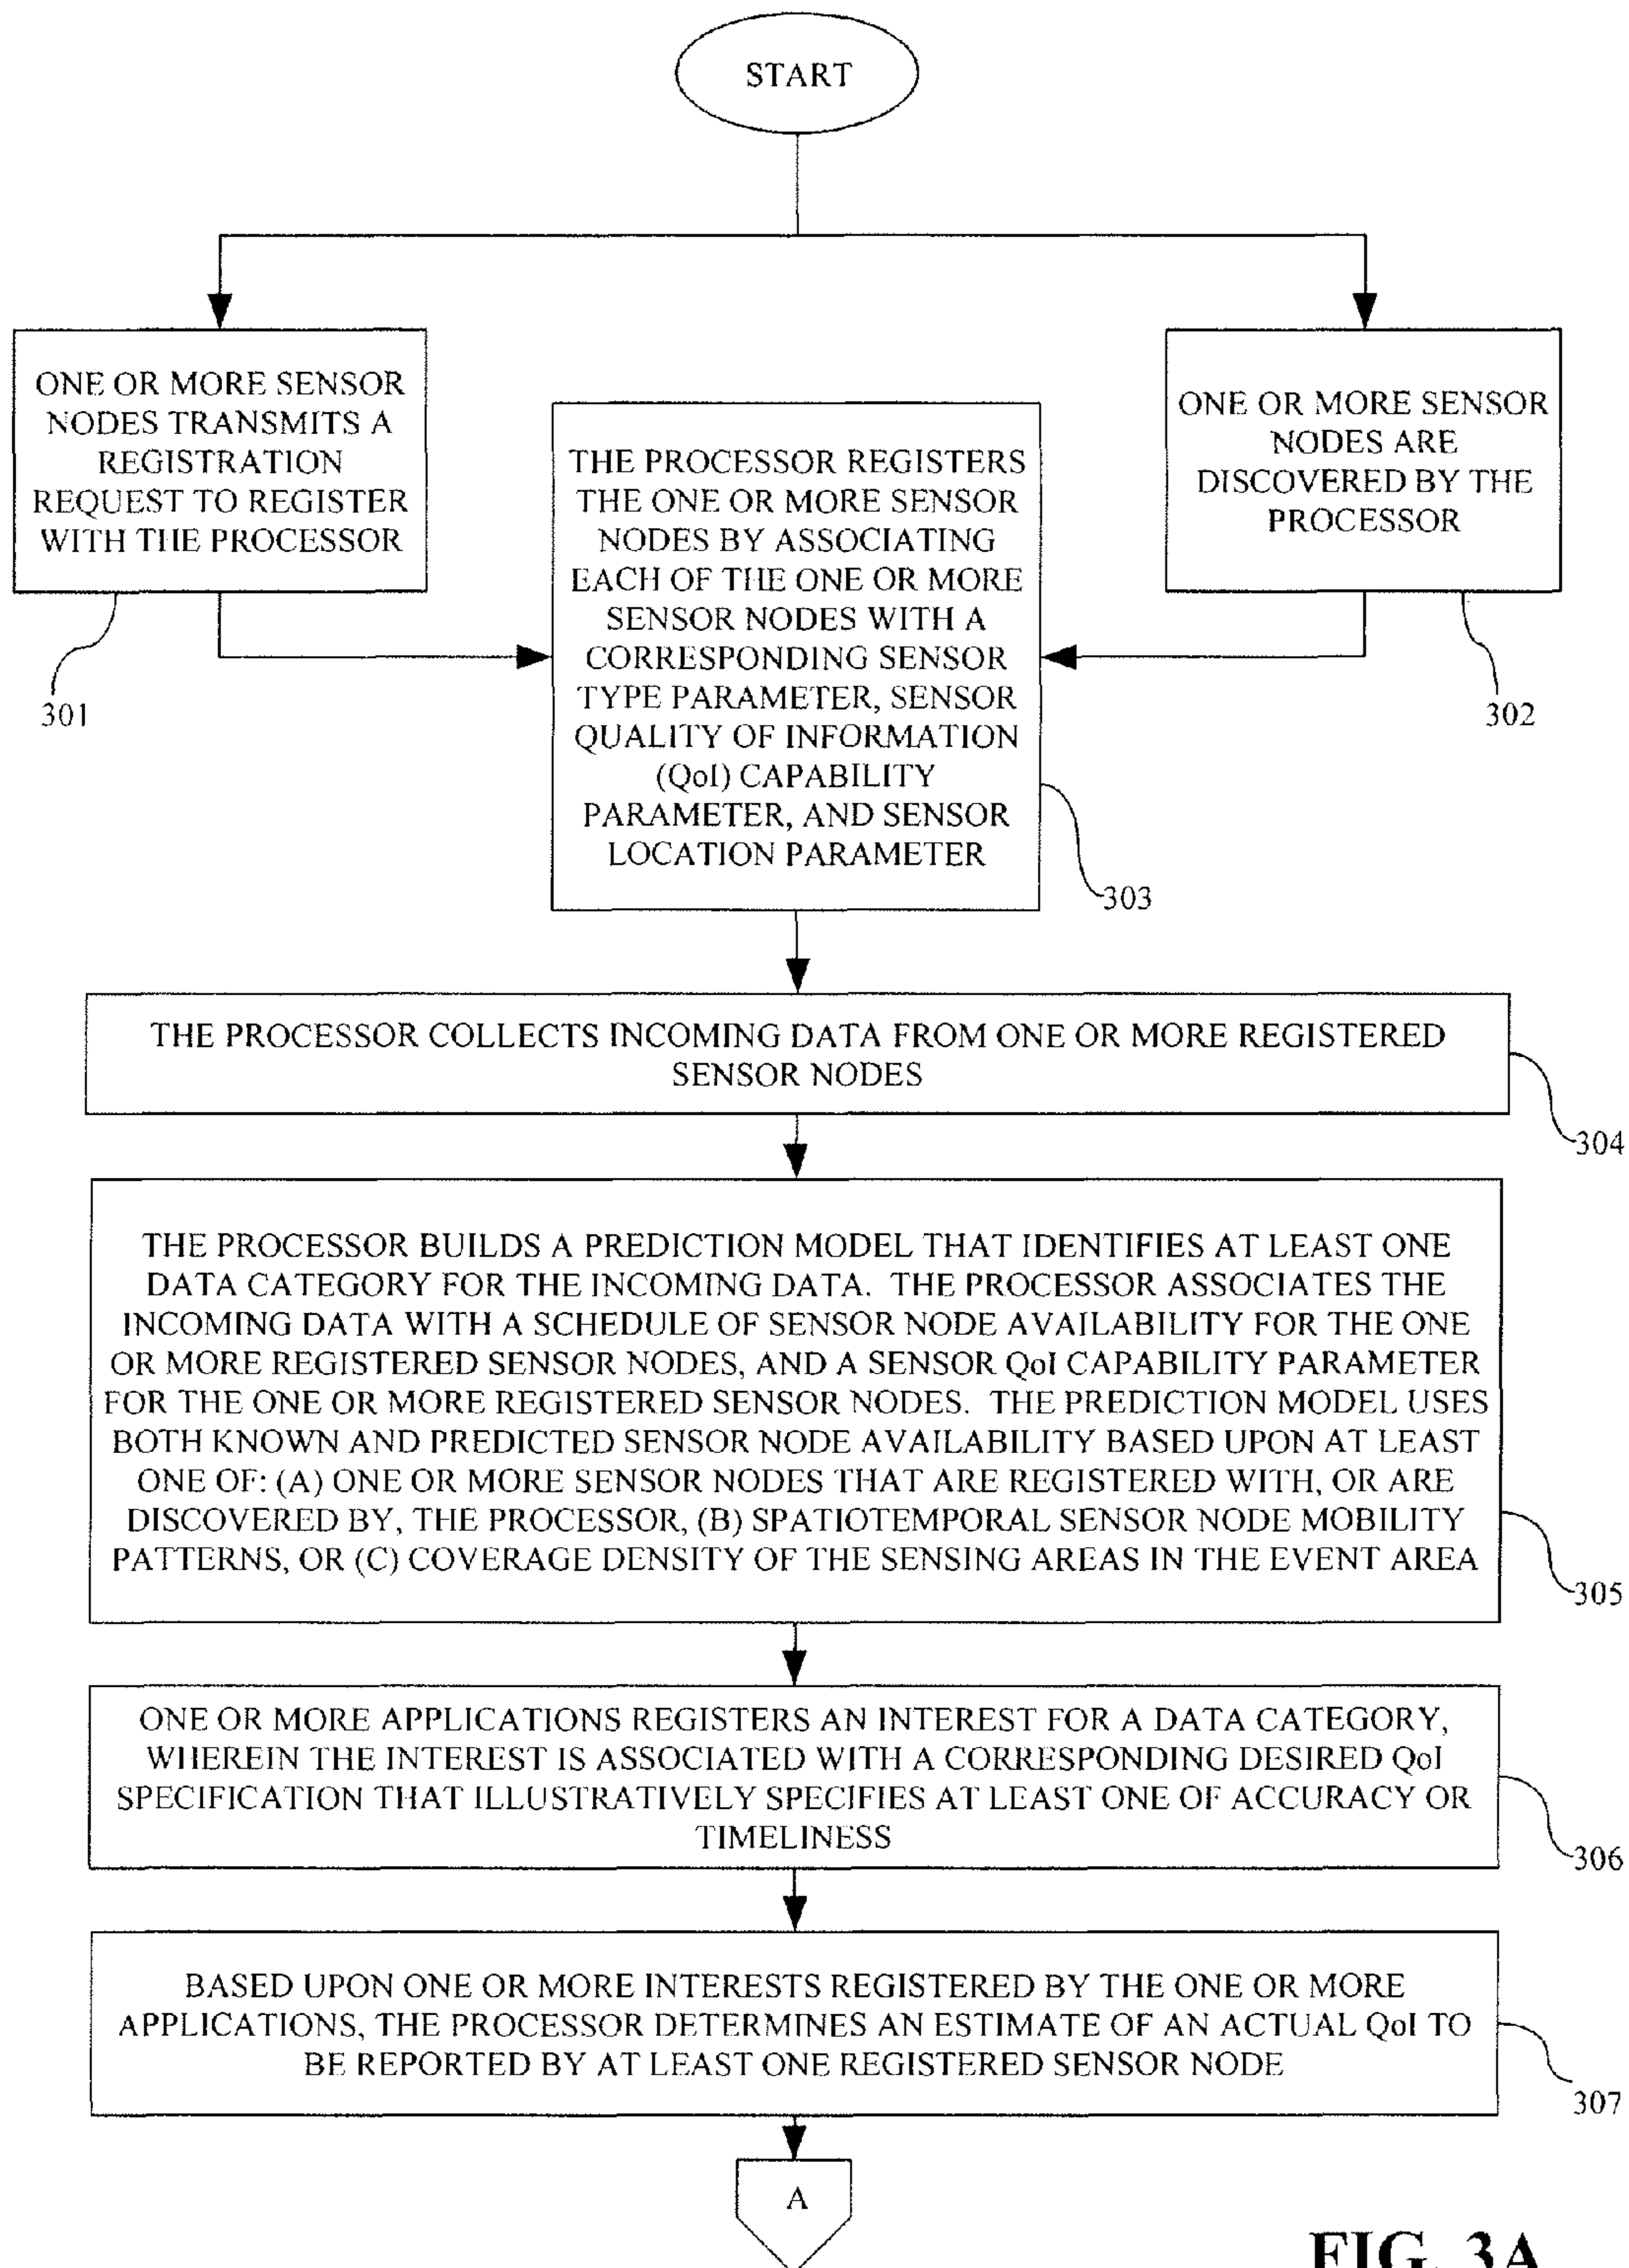 START
ONE OR MORE SENSOR
NODES TRANSMITS A
REGISTRATION
REQUEST TO REGISTER
WITH THE PROCESSOR
301
ONE OR MORE SENSOR
NODES ARE
DISCOVERED BY THE
PROCESSOR
302
THE PROCESSOR REGISTERS
THE ONE OR MORE SENSOR
NODES BY ASSOCIATING
EACH OF THE ONE OR MORE
SENSOR NODES WITH A
CORRESPONDING SENSOR
TYPE PARAMETER, SENSOR
QUALITY OF INFORMATION
(QoI) CAPABILITY
PARAMETER, AND SENSOR
LOCATION PARAMETER
303
THE PROCESSOR COLLECTS INCOMING DATA FROM ONE OR MORE REGISTERED
SENSOR NODES
304
THE PROCESSOR BUILDS A PREDICTION MODEL THAT IDENTIFIES AT LEAST ONE
DATA CATEGORY FOR THE INCOMING DATA. THE PROCESSOR ASSOCIATES THE
INCOMING DATA WITH A SCHEDULE OF SENSOR NODE AVAILABILITY FOR THE ONE
OR MORE REGISTERED SENSOR NODES, AND A SENSOR QoI CAPABILITY PARAMETER
FOR THE ONE OR MORE REGISTERED SENSOR NODES. THE PREDICTION MODEL USES
BOTH KNOWN AND PREDICTED SENSOR NODE AVAILABILITY BASED UPON AT LEAST
ONE OF: (A) ONE OR MORE SENSOR NODES THAT ARE REGISTERED WITH, OR ARE
DISCOVERED BY, THE PROCESSOR, (B) SPATIOTEMPORAL SENSOR NODE MOBILITY
PATTERNS, OR (C) COVERAGE DENSITY OF THE SENSING AREAS IN THE EVENT AREA
305
ONE OR MORE APPLICATIONS REGISTERS AN INTEREST FOR A DATA CATEGORY,
WHEREIN THE INTEREST IS ASSOCIATED WITH A CORRESPONDING DESIRED QoI
SPECIFICATION THAT ILLUSTRATIVELY SPECIFIES AT LEAST ONE OF ACCURACY OR
TIMELINESS
306
BASED UPON ONE OR MORE INTERESTS REGISTERED BY THE ONE OR MORE
APPLICATIONS, THE PROCESSOR DETERMINES AN ESTIMATE OF AN ACTUAL QoI TO
BE REPORTED BY AT LEAST ONE REGISTERED SENSOR NODE
307
A
FIG. 3A